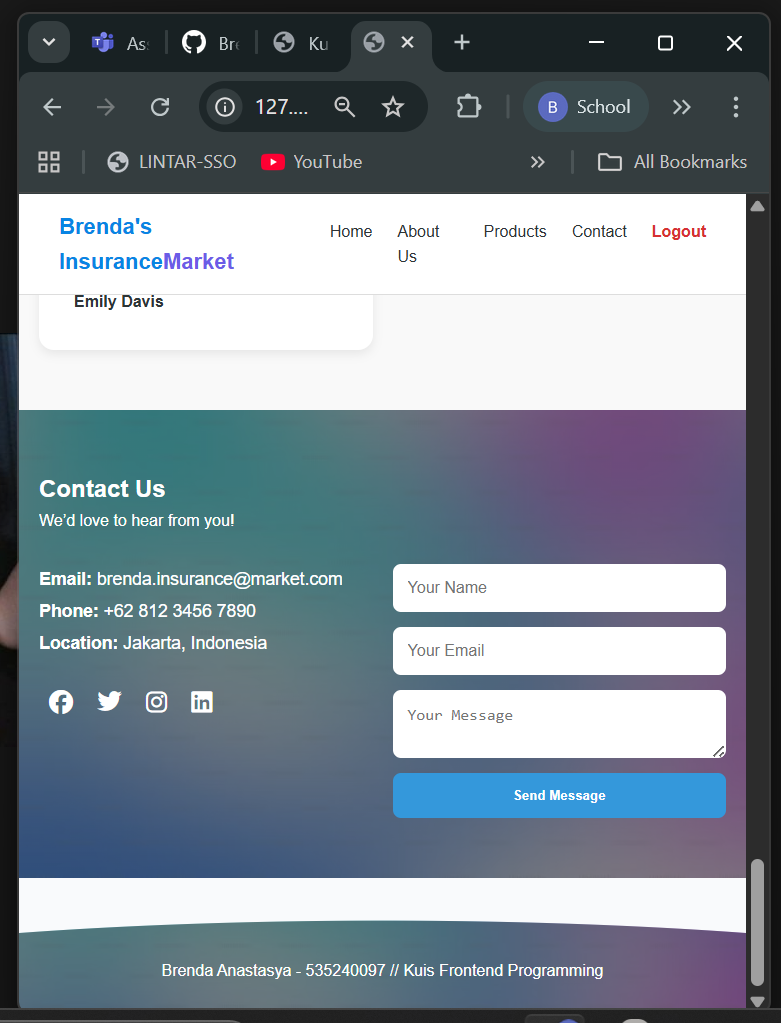 As
Bre
Ku
127....
B
School
LINTAR-SSO
YouTube
All Bookmarks
Brenda's
InsuranceMarket
Home
About
Us
Products
Contact
Logout
Emily Davis
Contact Us
We'd love to hear from you!
Email: brenda.insurance@market.com
Phone: +62 812 3456 7890
Location: Jakarta, Indonesia
Your Name
Your Email
Your Message
Send Message
Brenda Anastasya - 535240097 // Kuis Frontend Programming